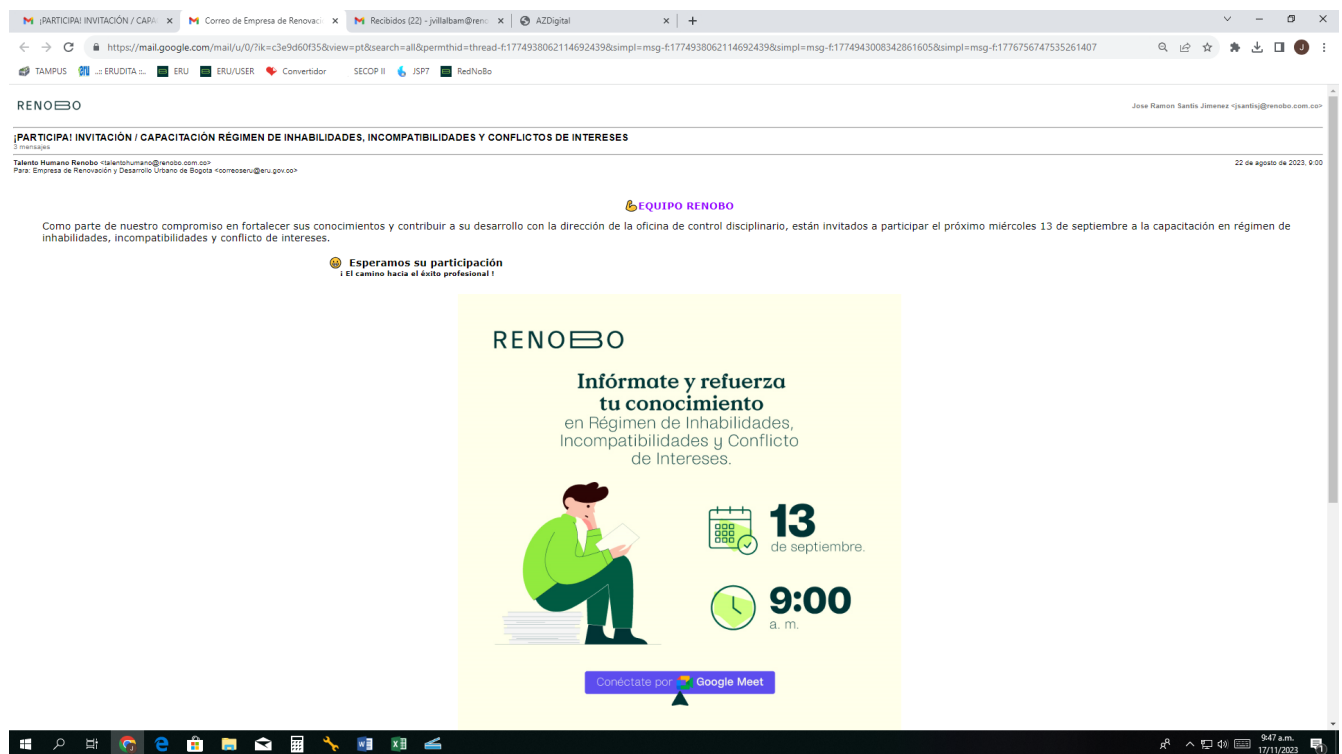 ¡PARTICIPA! INVITACIÓN / CAPA
Correo de Empresa de Renovaci
Recibidos (22) - jvillalbam@reno
AZDigital
https://mail.google.com/mail/u/0/?ik=c3e9d60f35&view=pt&search=all&permthid=thread-f:1774938062114692439&simpl=msg-f:1774938062114692439&simpl=msg-f:1774943008342861605&simpl=msg-f:1776756747535261407
J
TAMPUS ..:: ERUDITA ::.. ERU ERU/USER Convertidor SECOP II JSP7 RedNoBo
RENOBO
Jose Ramon Santis Jimenez <jsantisj@renobo.com.co>
¡PARTICIPA! INVITACIÓN / CAPACITACIÓN RÉGIMEN DE INHABILIDADES, INCOMPATIBILIDADES Y CONFLICTOS DE INTERESES
3 mensajes
Talento Humano Renobo <talentohumano@renobo.com.co>
22 de agosto de 2023, 9:00
Para: Empresa de Renovación y Desarrollo Urbano de Bogota <correoseru@eru.gov.co>
EQUIPO RENOBO
Como parte de nuestro compromiso en fortalecer sus conocimientos y contribuir a su desarrollo con la dirección de la oficina de control disciplinario, están invitados a participar el próximo miércoles 13 de septiembre a la capacitación en régimen de
inhabilidades, incompatibilidades y conflicto de intereses.
Esperamos su participación
¡ El camino hacia el éxito profesional !
RENOBO
Infórmate y refuerza
tu conocimiento
en Régimen de Inhabilidades,
Incompatibilidades y Conflicto
de Intereses.
13
de septiembre.
9:00
a. m.
Conéctate por Google Meet
9:47 a.m.
17/11/2023